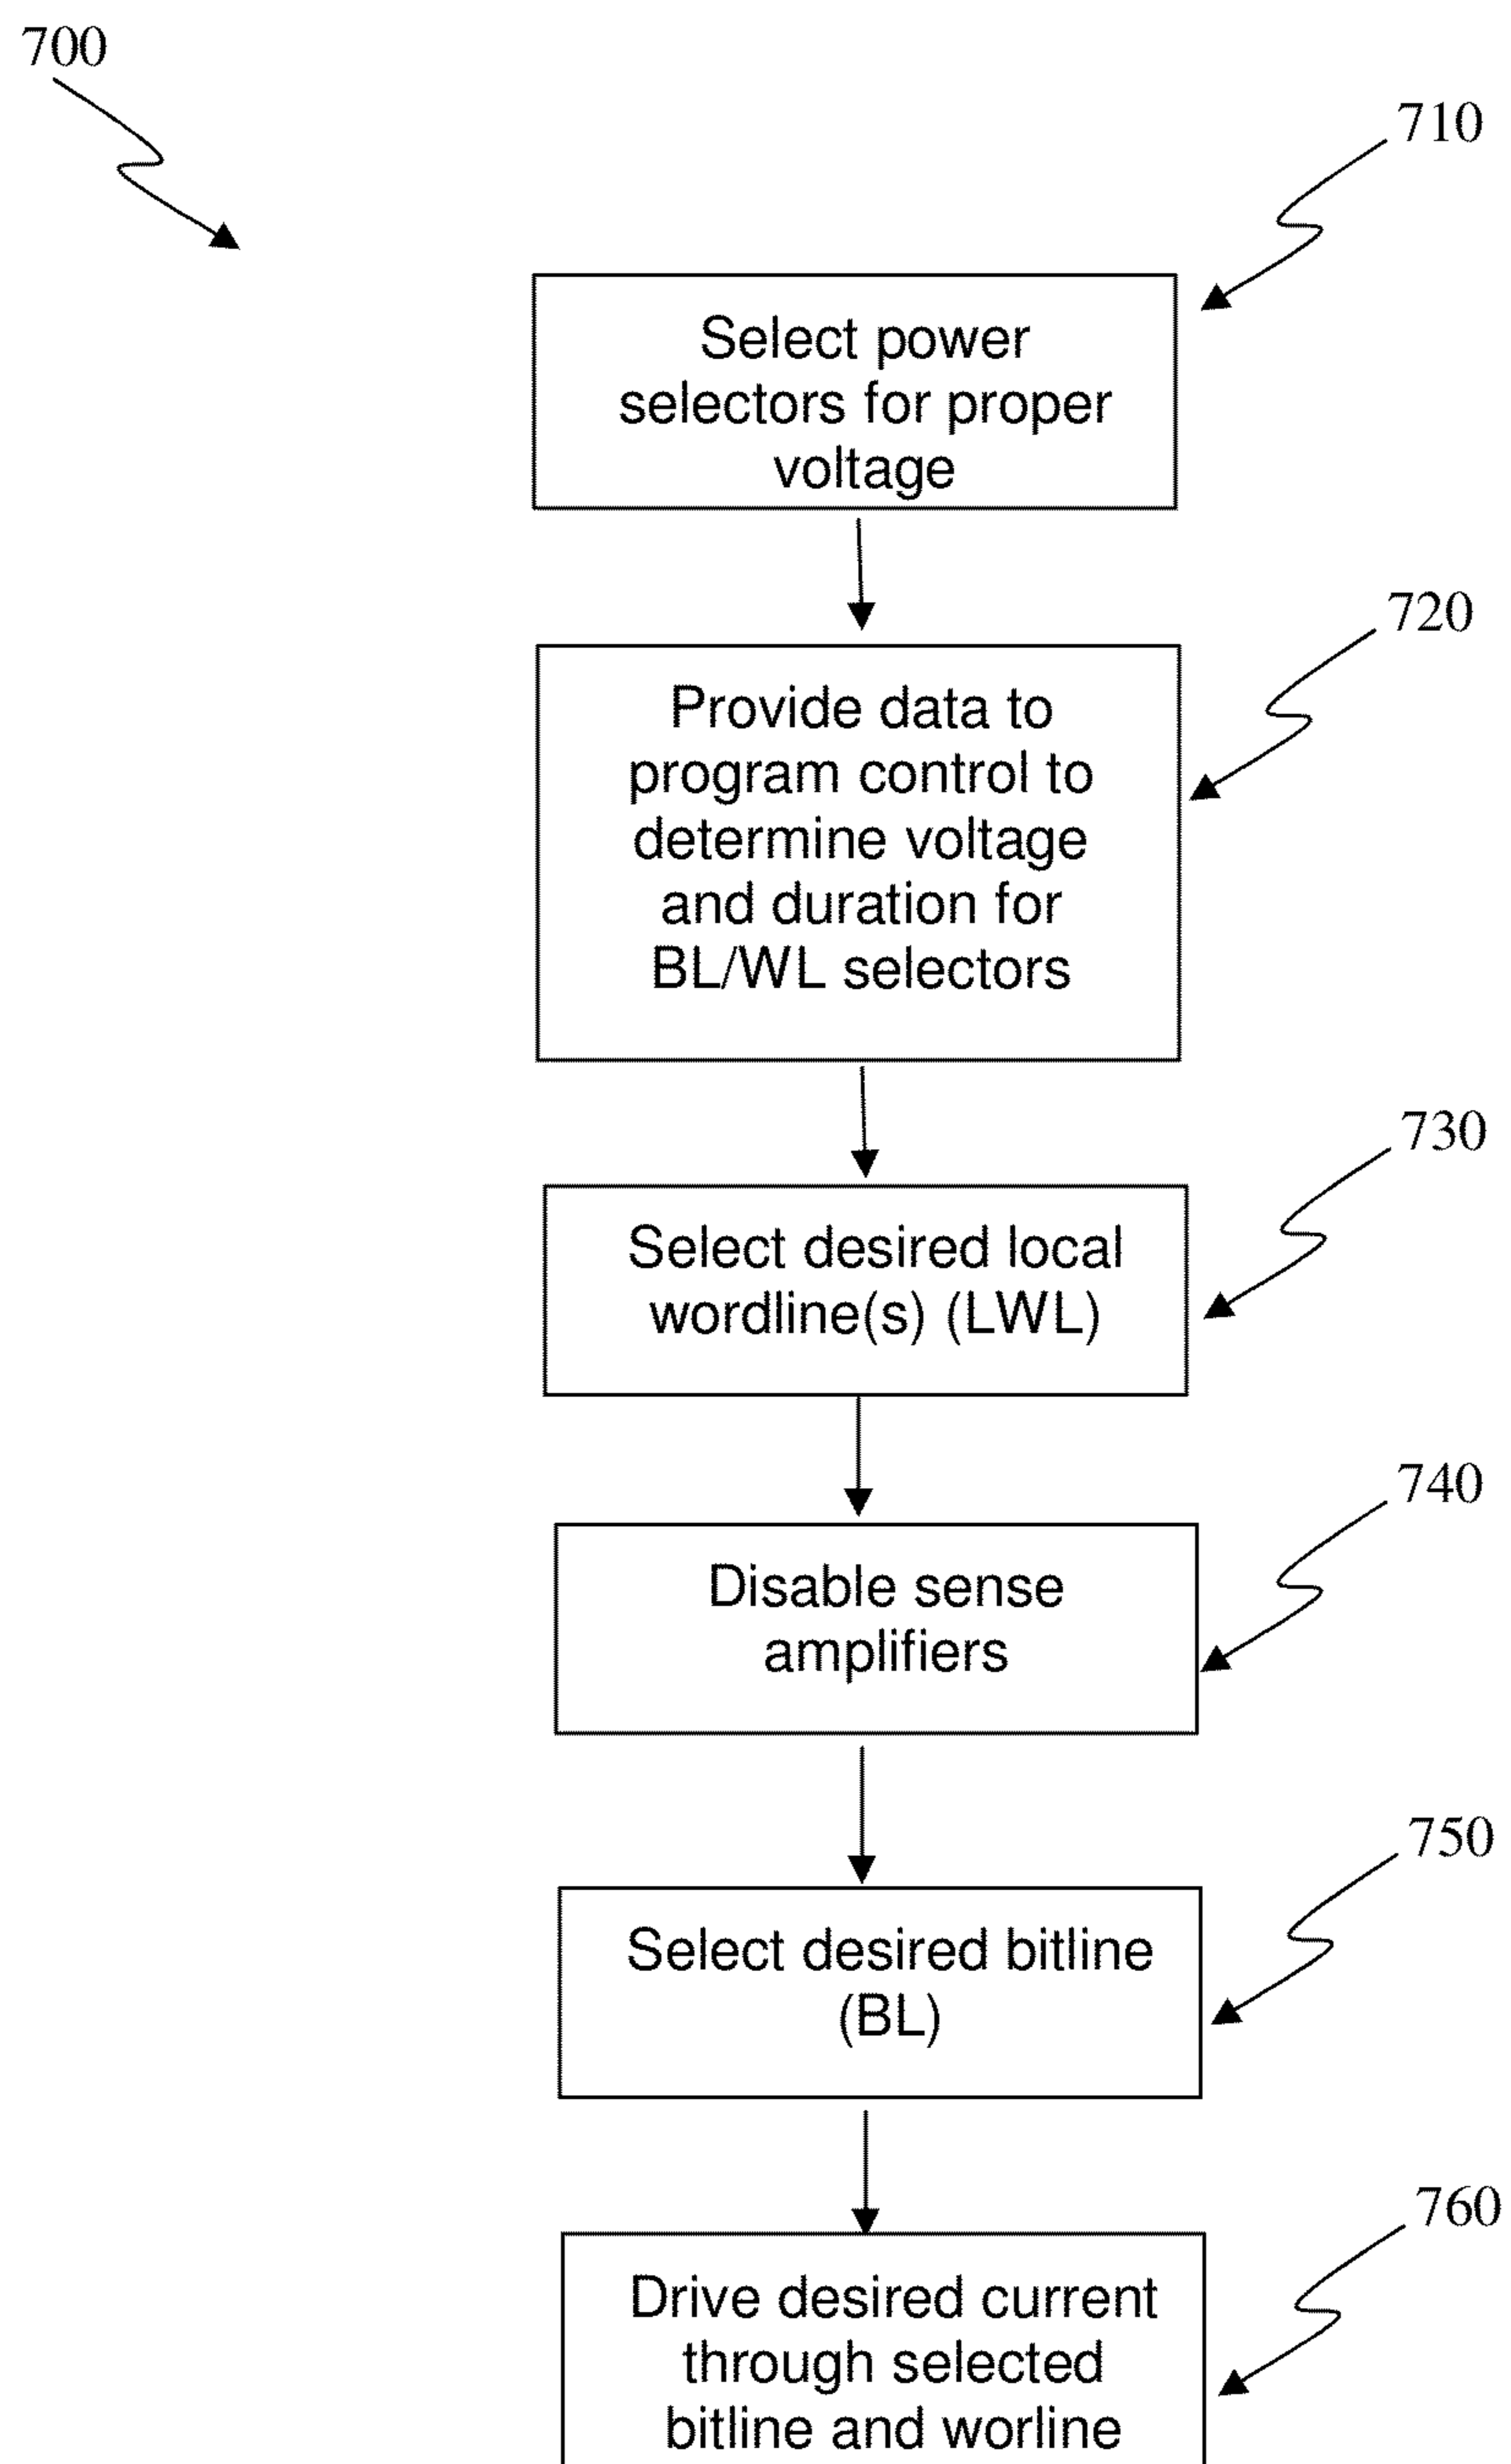 700
710
Select power
selectors for proper
voltage
720
Provide data to
program control to
determine voltage
and duration for
BL/WL selectors
730
Select desired local
wordline(s) (LWL)
740
Disable sense
amplifiers
750
Select desired bitline
(BL)
760
Drive desired current
through selected
bitline and worline